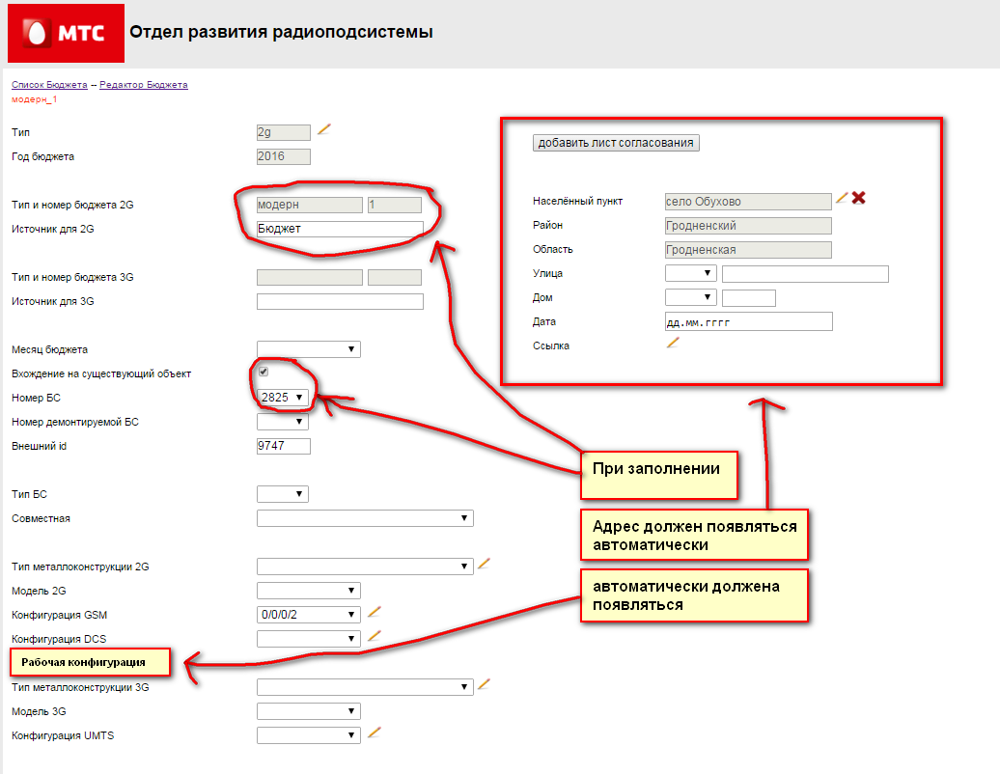 МТС
Отдел развития радиоподсистемы
Список Бюджета -- Редактор Бюджета
модерн_1
Тип 2g
Год бюджета 2016
Тип и номер бюджета 2G модерн 1
Источник для 2G Бюджет
Тип и номер бюджета 3G
Источник для 3G
Месяц бюджета
Вхождение на существующий объект
Номер БС 2825
Номер демонтируемой БС
Внешний id 9747
Тип БС
Совместная
Тип металлоконструкции 2G
Модель 2G
Конфигурация GSM 0/0/0/2
Конфигурация DCS
Рабочая конфигурация
Тип металлоконструкции 3G
Модель 3G
Конфигурация UMTS
добавить лист согласования
Населённый пункт село Обухово
Район Гродненский
Область Гродненская
Улица
Дом
Дата дд.мм.гггг
Ссылка
При заполнении
Адрес должен появляться
автоматически
автоматически должена
появляться